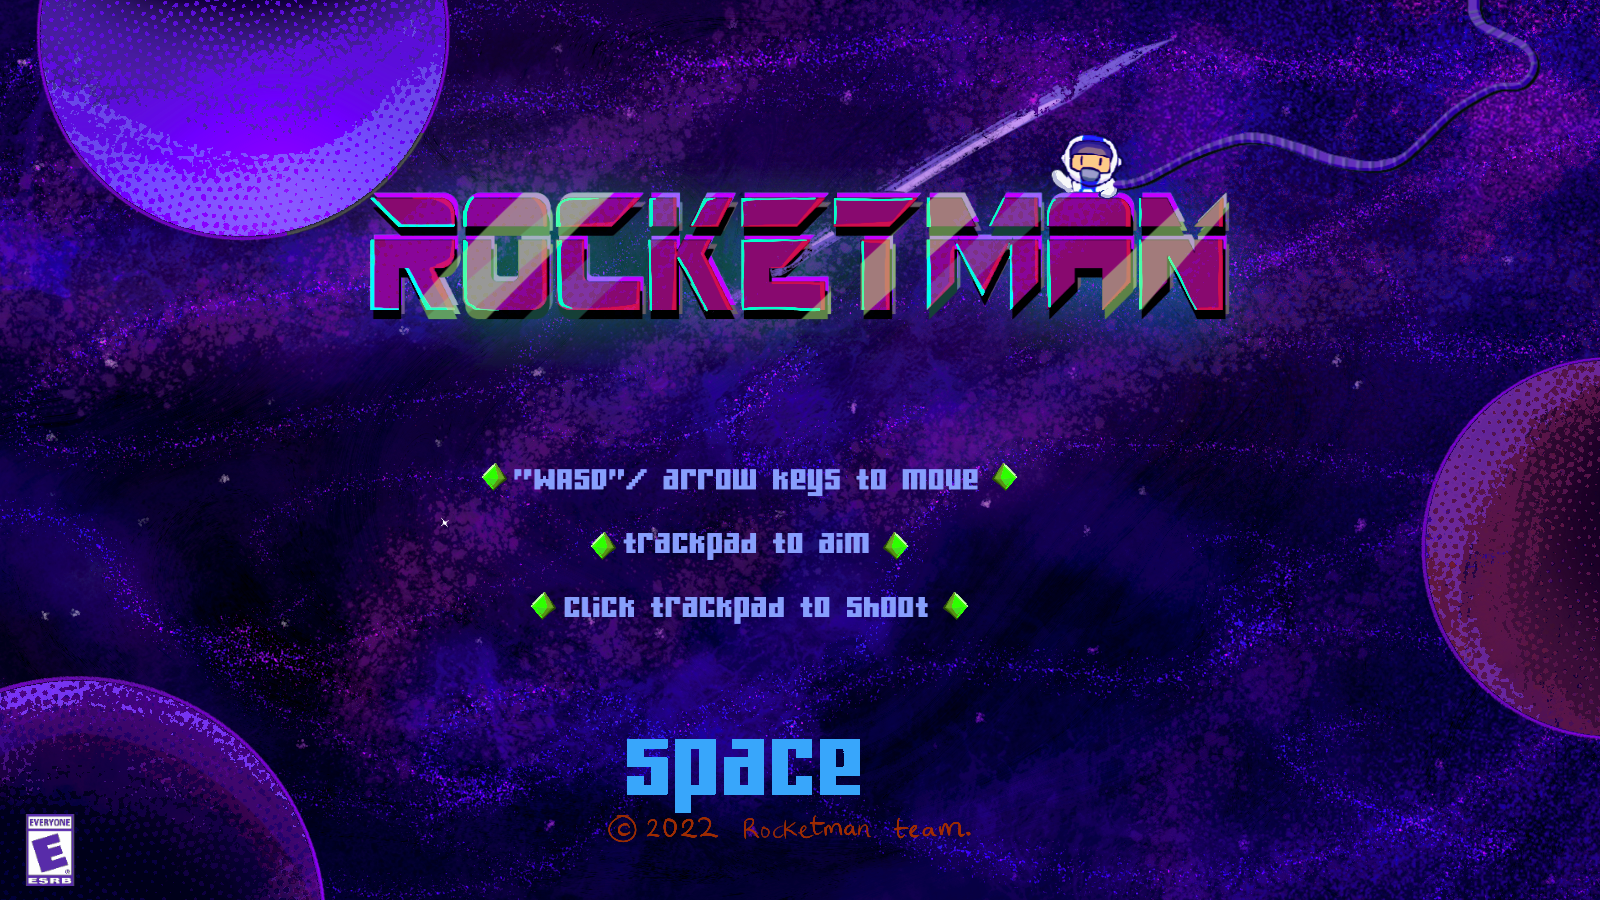 ROCKETMAN
"WASD"/ arrow keys to move
trackpad to aim
click trackpad to shoot
space
© 2022 Rocketman team.
EVERYONE
E
®
ESRB